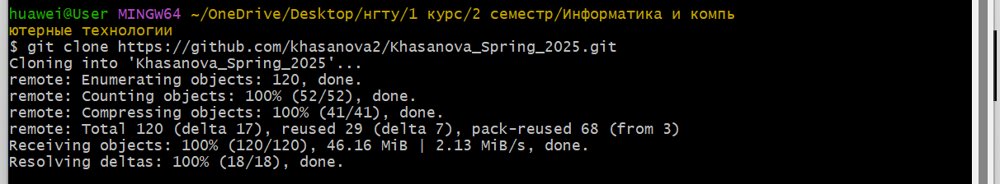 huawei@User MINGW64 ~/OneDrive/Desktop/нгту/1 курс/2 семестр/Информатика и компь
ютерные технологии
$ git clone https://github.com/khasanova2/Khasanova_Spring_2025.git
Cloning into 'Khasanova_Spring_2025'...
remote: Enumerating objects: 120, done.
remote: Counting objects: 100% (52/52), done.
remote: Compressing objects: 100% (41/41), done.
remote: Total 120 (delta 17), reused 29 (delta 7), pack-reused 68 (from 3)
Receiving objects: 100% (120/120), 46.16 MiB | 2.13 MiB/s, done.
Resolving deltas: 100% (18/18), done.